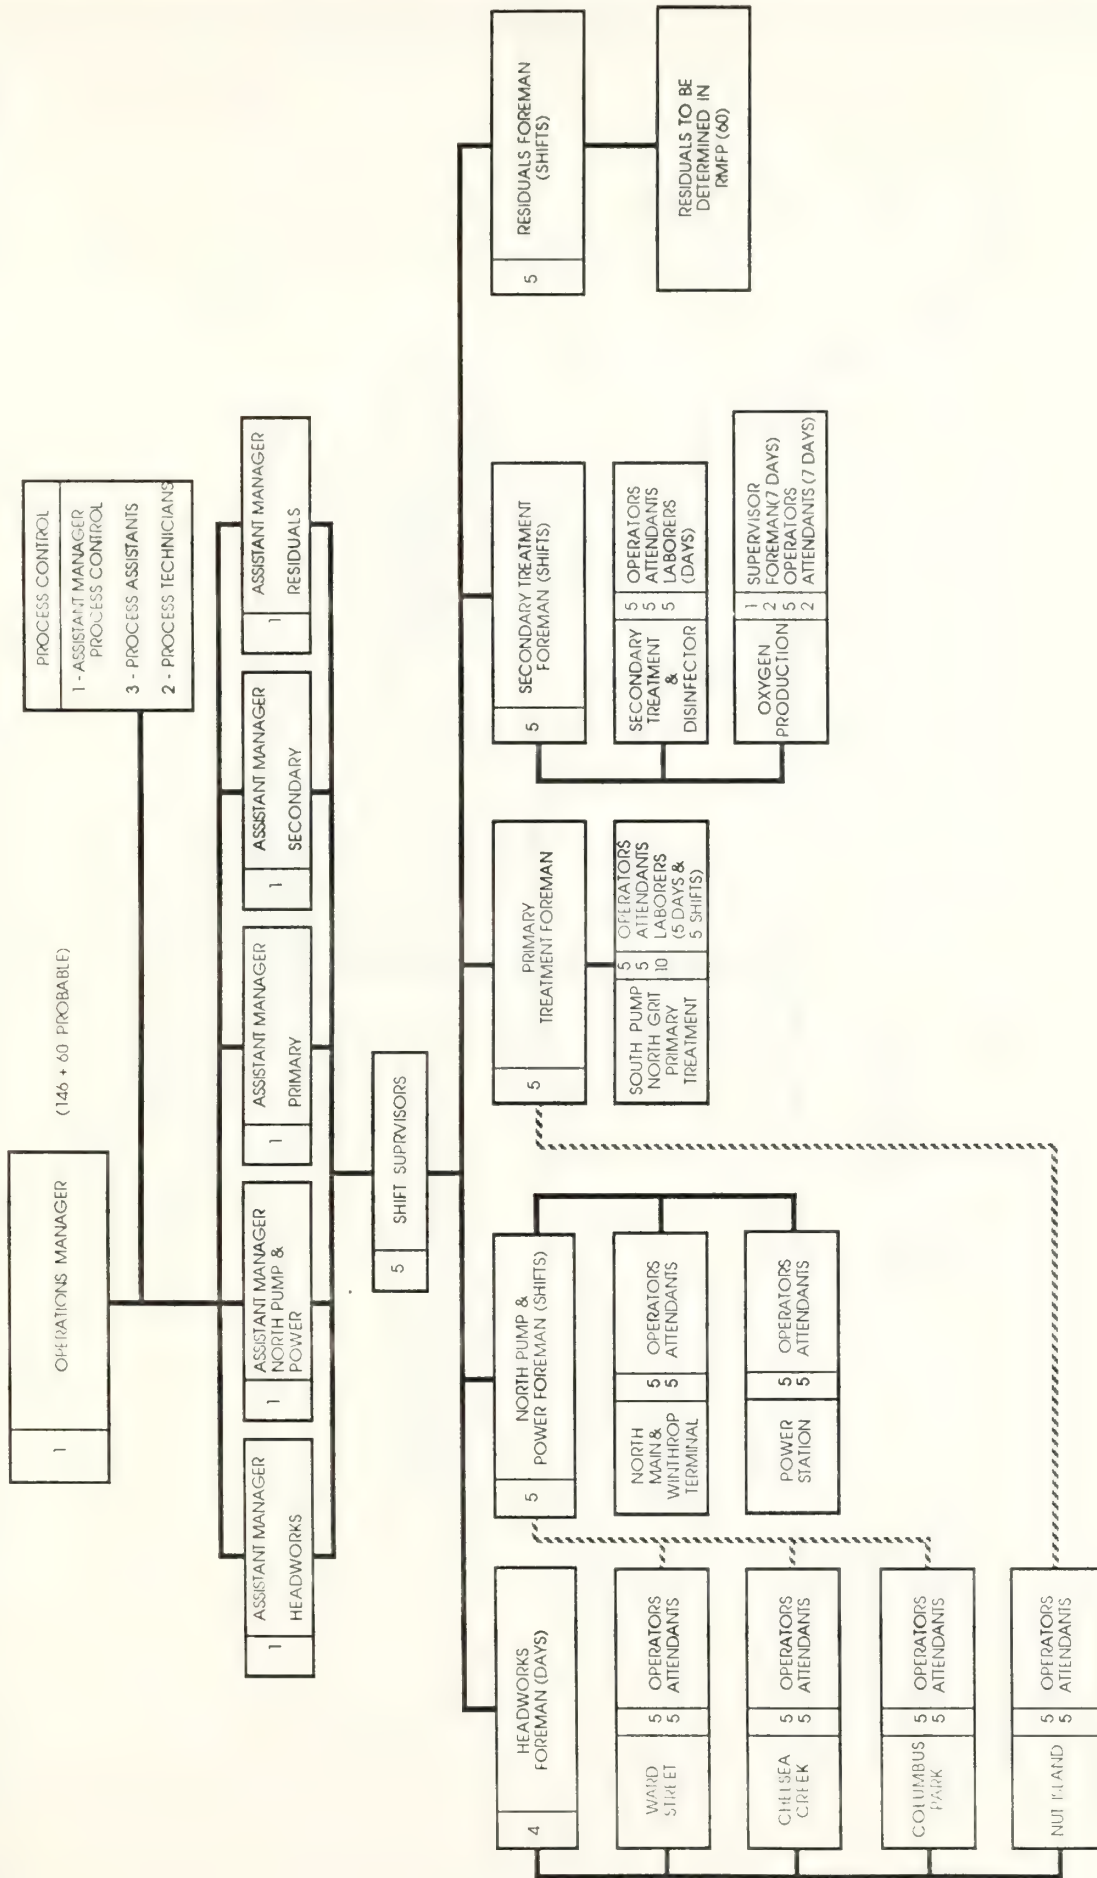 1
OPERATIONS MANAGER
(146 + 60 PROBABLE)
PROCESS CONTROL
1 - ASSISTANT MANAGER
PROCESS CONTROL
3 - PROCESS ASSISTANTS
2 - PROCESS TECHNICIANS
1
ASSISTANT MANAGER
HEADWORKS
1
ASSISTANT MANAGER
NORTH PUMP &
POWER
1
ASSISTANT MANAGER
PRIMARY
1
ASSISTANT MANAGER
SECONDARY
1
ASSISTANT MANAGER
RESIDUALS
5
SHIFT SUPRVISORS
4
HEADWORKS
FOREMAN (DAYS)
WARD
STREET
5 OPERATORS
5 ATTENDANTS
CHELSEA
CREEK
5 OPERATORS
5 ATTENDANTS
COLUMBUS
PARK
5 OPERATORS
5 ATTENDANTS
NUT ISLAND
5 OPERATORS
5 ATTENDANTS
5
NORTH PUMP &
POWER FOREMAN (SHIFTS)
NORTH
MAIN &
WINTHROP
TERMINAL
5 OPERATORS
5 ATTENDANTS
POWER
STATION
5 OPERATORS
5 ATTENDANTS
5
PRIMARY
TREATMENT FOREMAN
SOUTH PUMP
NORTH GRIT
PRIMARY
TREATMENT
5 OPERATORS
5 ATTENDANTS
10 LABORERS
(5 DAYS &
5 SHIFTS)
5
SECONDARY TREATMENT
FOREMAN (SHIFTS)
SECONDARY
TREATMENT
&
DISINFECTOR
5 OPERATORS
5 ATTENDANTS
5 LABORERS
(DAYS)
OXYGEN
PRODUCTION
1 SUPERVISOR
2 FOREMAN(7 DAYS)
5 OPERATORS
2 ATTENDANTS (7 DAYS)
5
RESIDUALS FOREMAN
(SHIFTS)
RESIDUALS TO BE
DETERMINED IN
RMFP (60)